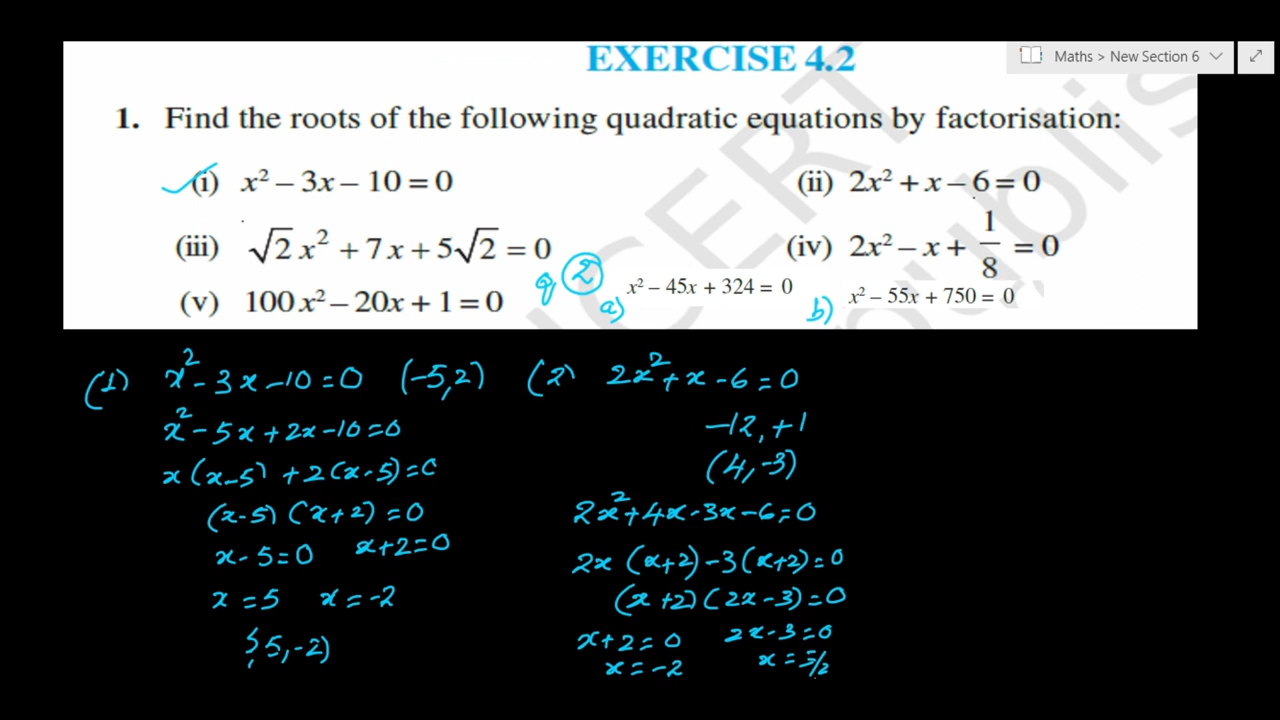 EXERCISE 4.2
Maths > New Section 6
1. Find the roots of the following quadratic equations by factorisation:
(i) x² – 3x – 10 = 0
(ii) 2x² + x – 6 = 0
(iii) √2 x² + 7x + 5√2 = 0
(iv) 2x² – x + 1/8 = 0
(v) 100 x² – 20x + 1 = 0
q ②
a) x² – 45x + 324 = 0
b) x² – 55x + 750 = 0
(1) x² - 3x - 10 = 0 (-5, 2)
x² - 5x + 2x - 10 = 0
x (x - 5) + 2 (x - 5) = 0
(x - 5) (x + 2) = 0
x - 5 = 0 x + 2 = 0
x = 5 x = -2
{5, -2}
(2) 2x² + x - 6 = 0
-12, +1
(4, -3)
2x² + 4x - 3x - 6 = 0
2x (x + 2) - 3 (x + 2) = 0
(x + 2) (2x - 3) = 0
x + 2 = 0 2x - 3 = 0
x = -2